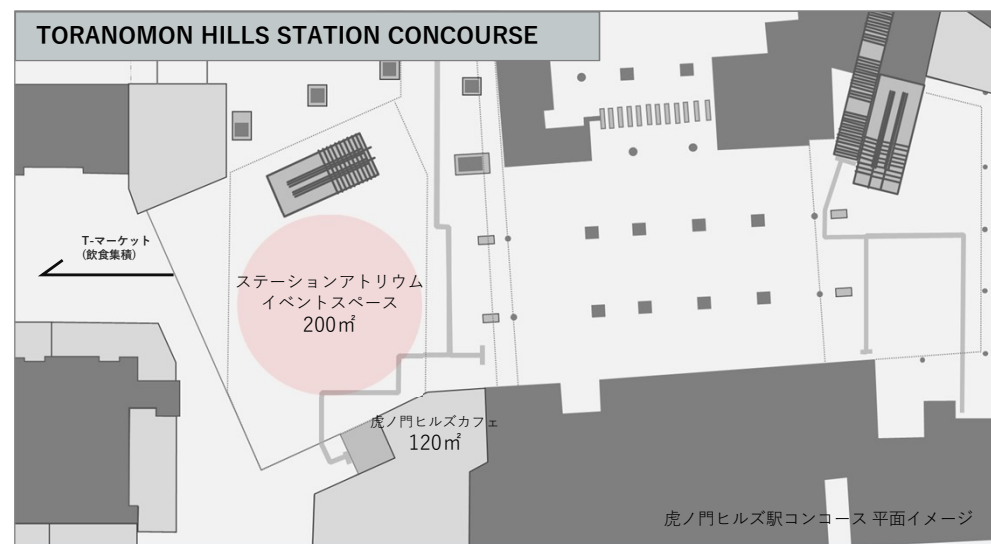 TORANOMON HILLS STATION CONCOURSE
T-マーケット
(飲食集積)
ステーションアトリウム
イベントスペース
200㎡
虎ノ門ヒルズカフェ
120㎡
虎ノ門ヒルズ駅コンコース 平面イメージ